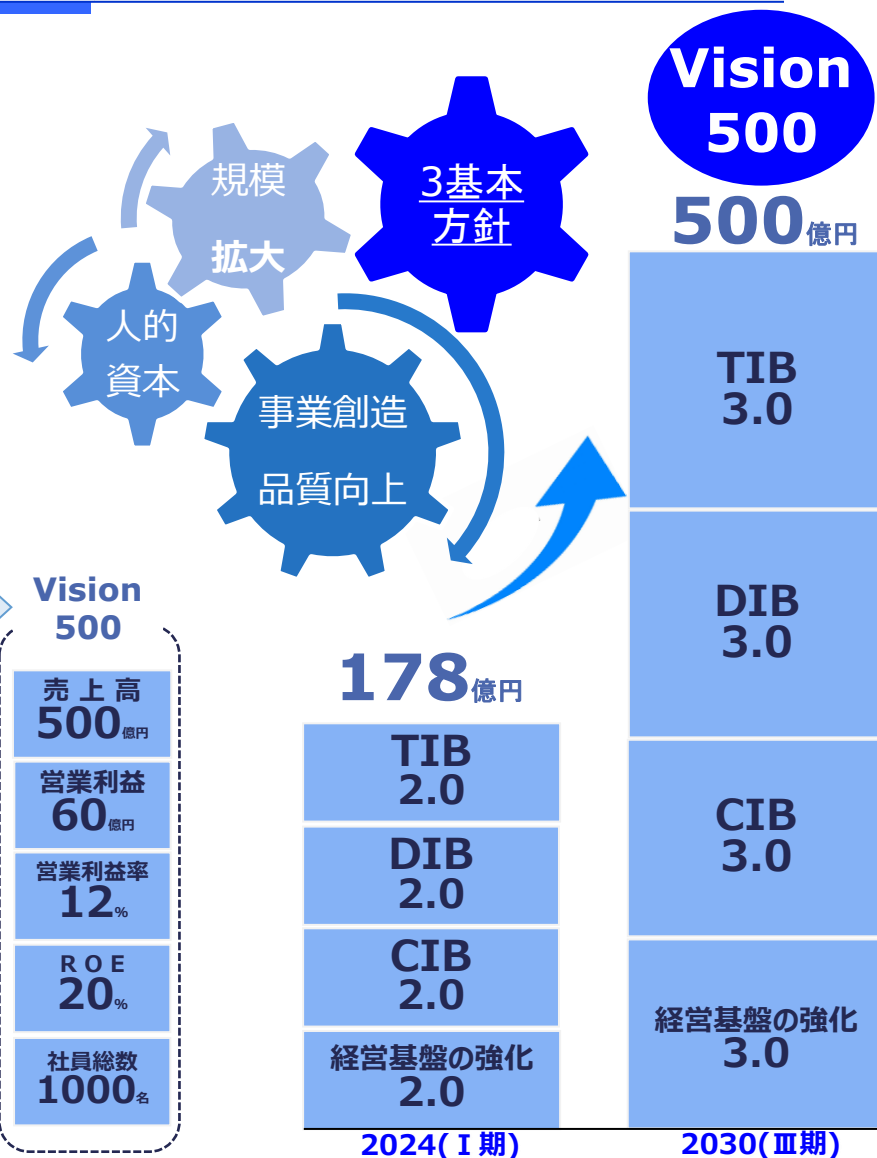 Vision
500
規模
拡大
3基本
方針
500億円
人的
資本
事業創造
品質向上
TIB
3.0
DIB
3.0
CIB
3.0
経営基盤の強化
3.0
Vision
500
売上高
500億円
営業利益
60億円
営業利益率
12%
ROE
20%
社員総数
1000名
178億円
TIB
2.0
DIB
2.0
CIB
2.0
経営基盤の強化
2.0
2024(Ⅰ期)
2030(Ⅲ期)